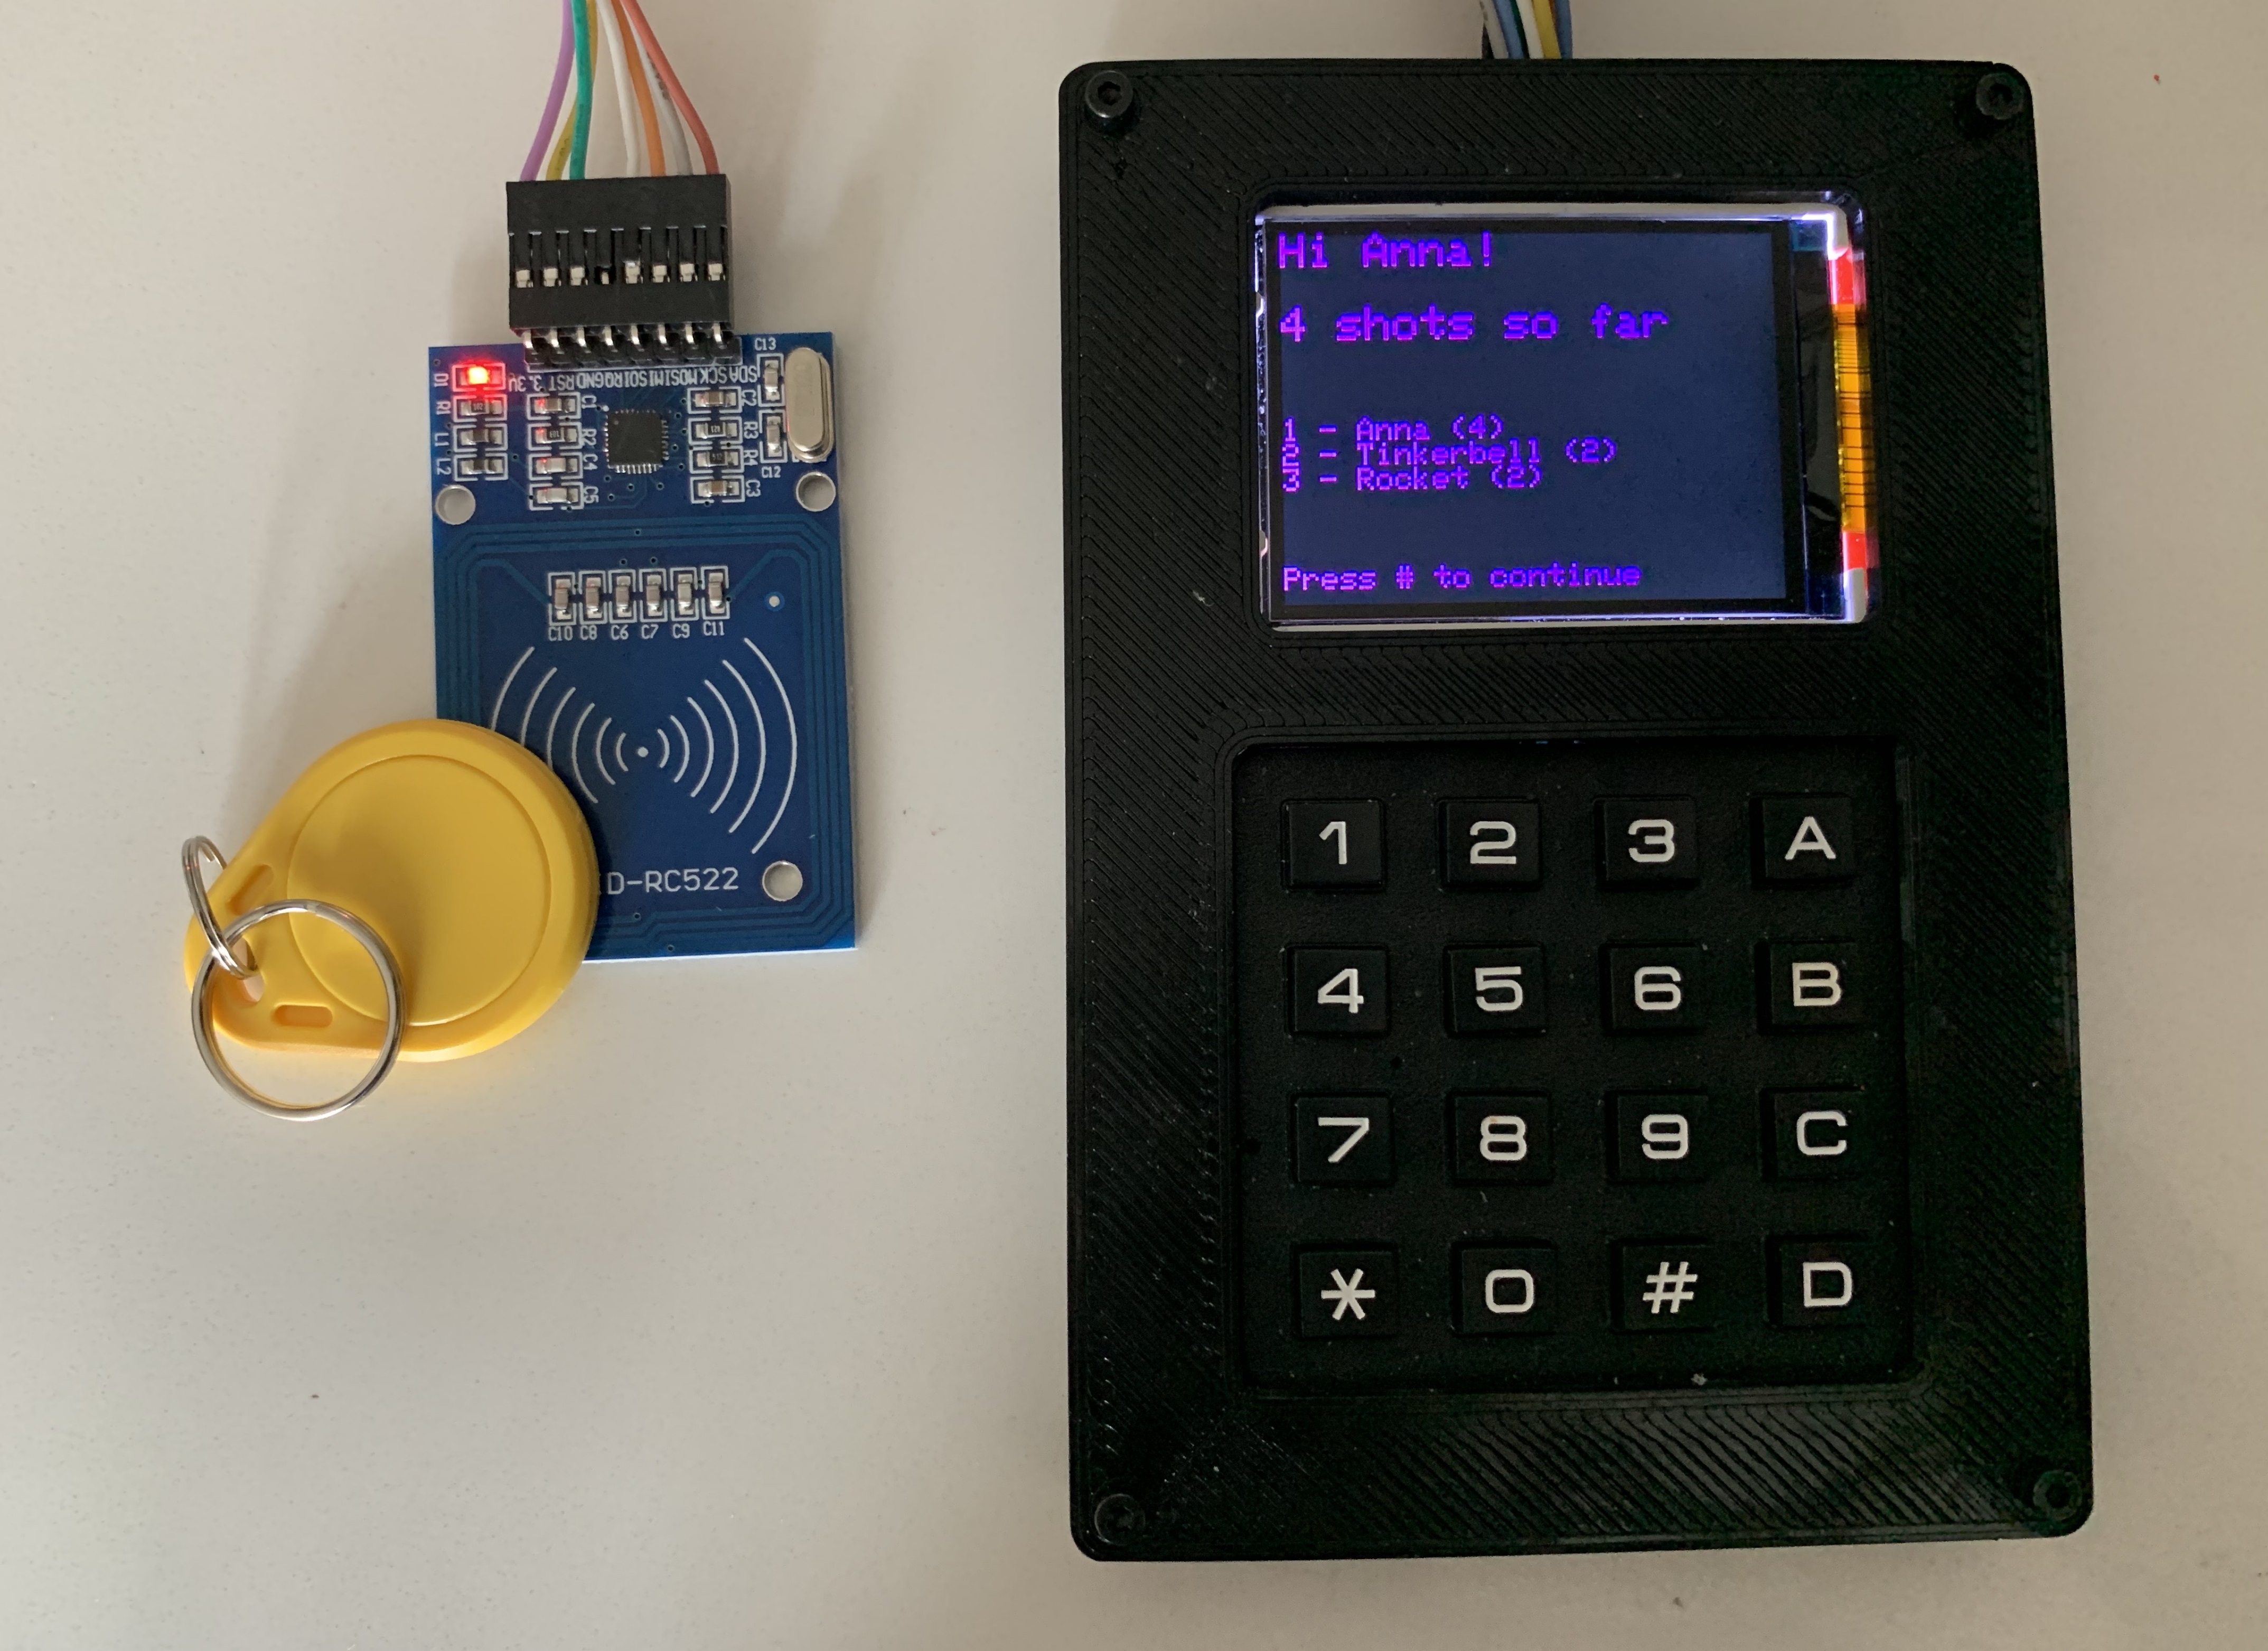 C13
D1
3.3V RST GND IRQ MISO MOSI SCK SDA
R1 C1 C2
L1 R2 R3
L2 C4 R4 C12
C5 C3
C10 C8 C6 C7 C9 C11
D-RC522
Hi Anna!
4 shots so far
1 - Anna (4)
2 - Tinkerbell (2)
3 - Rocket (2)
Press # to continue
1 2 3 A
4 5 6 B
7 8 9 C
* 0 # D